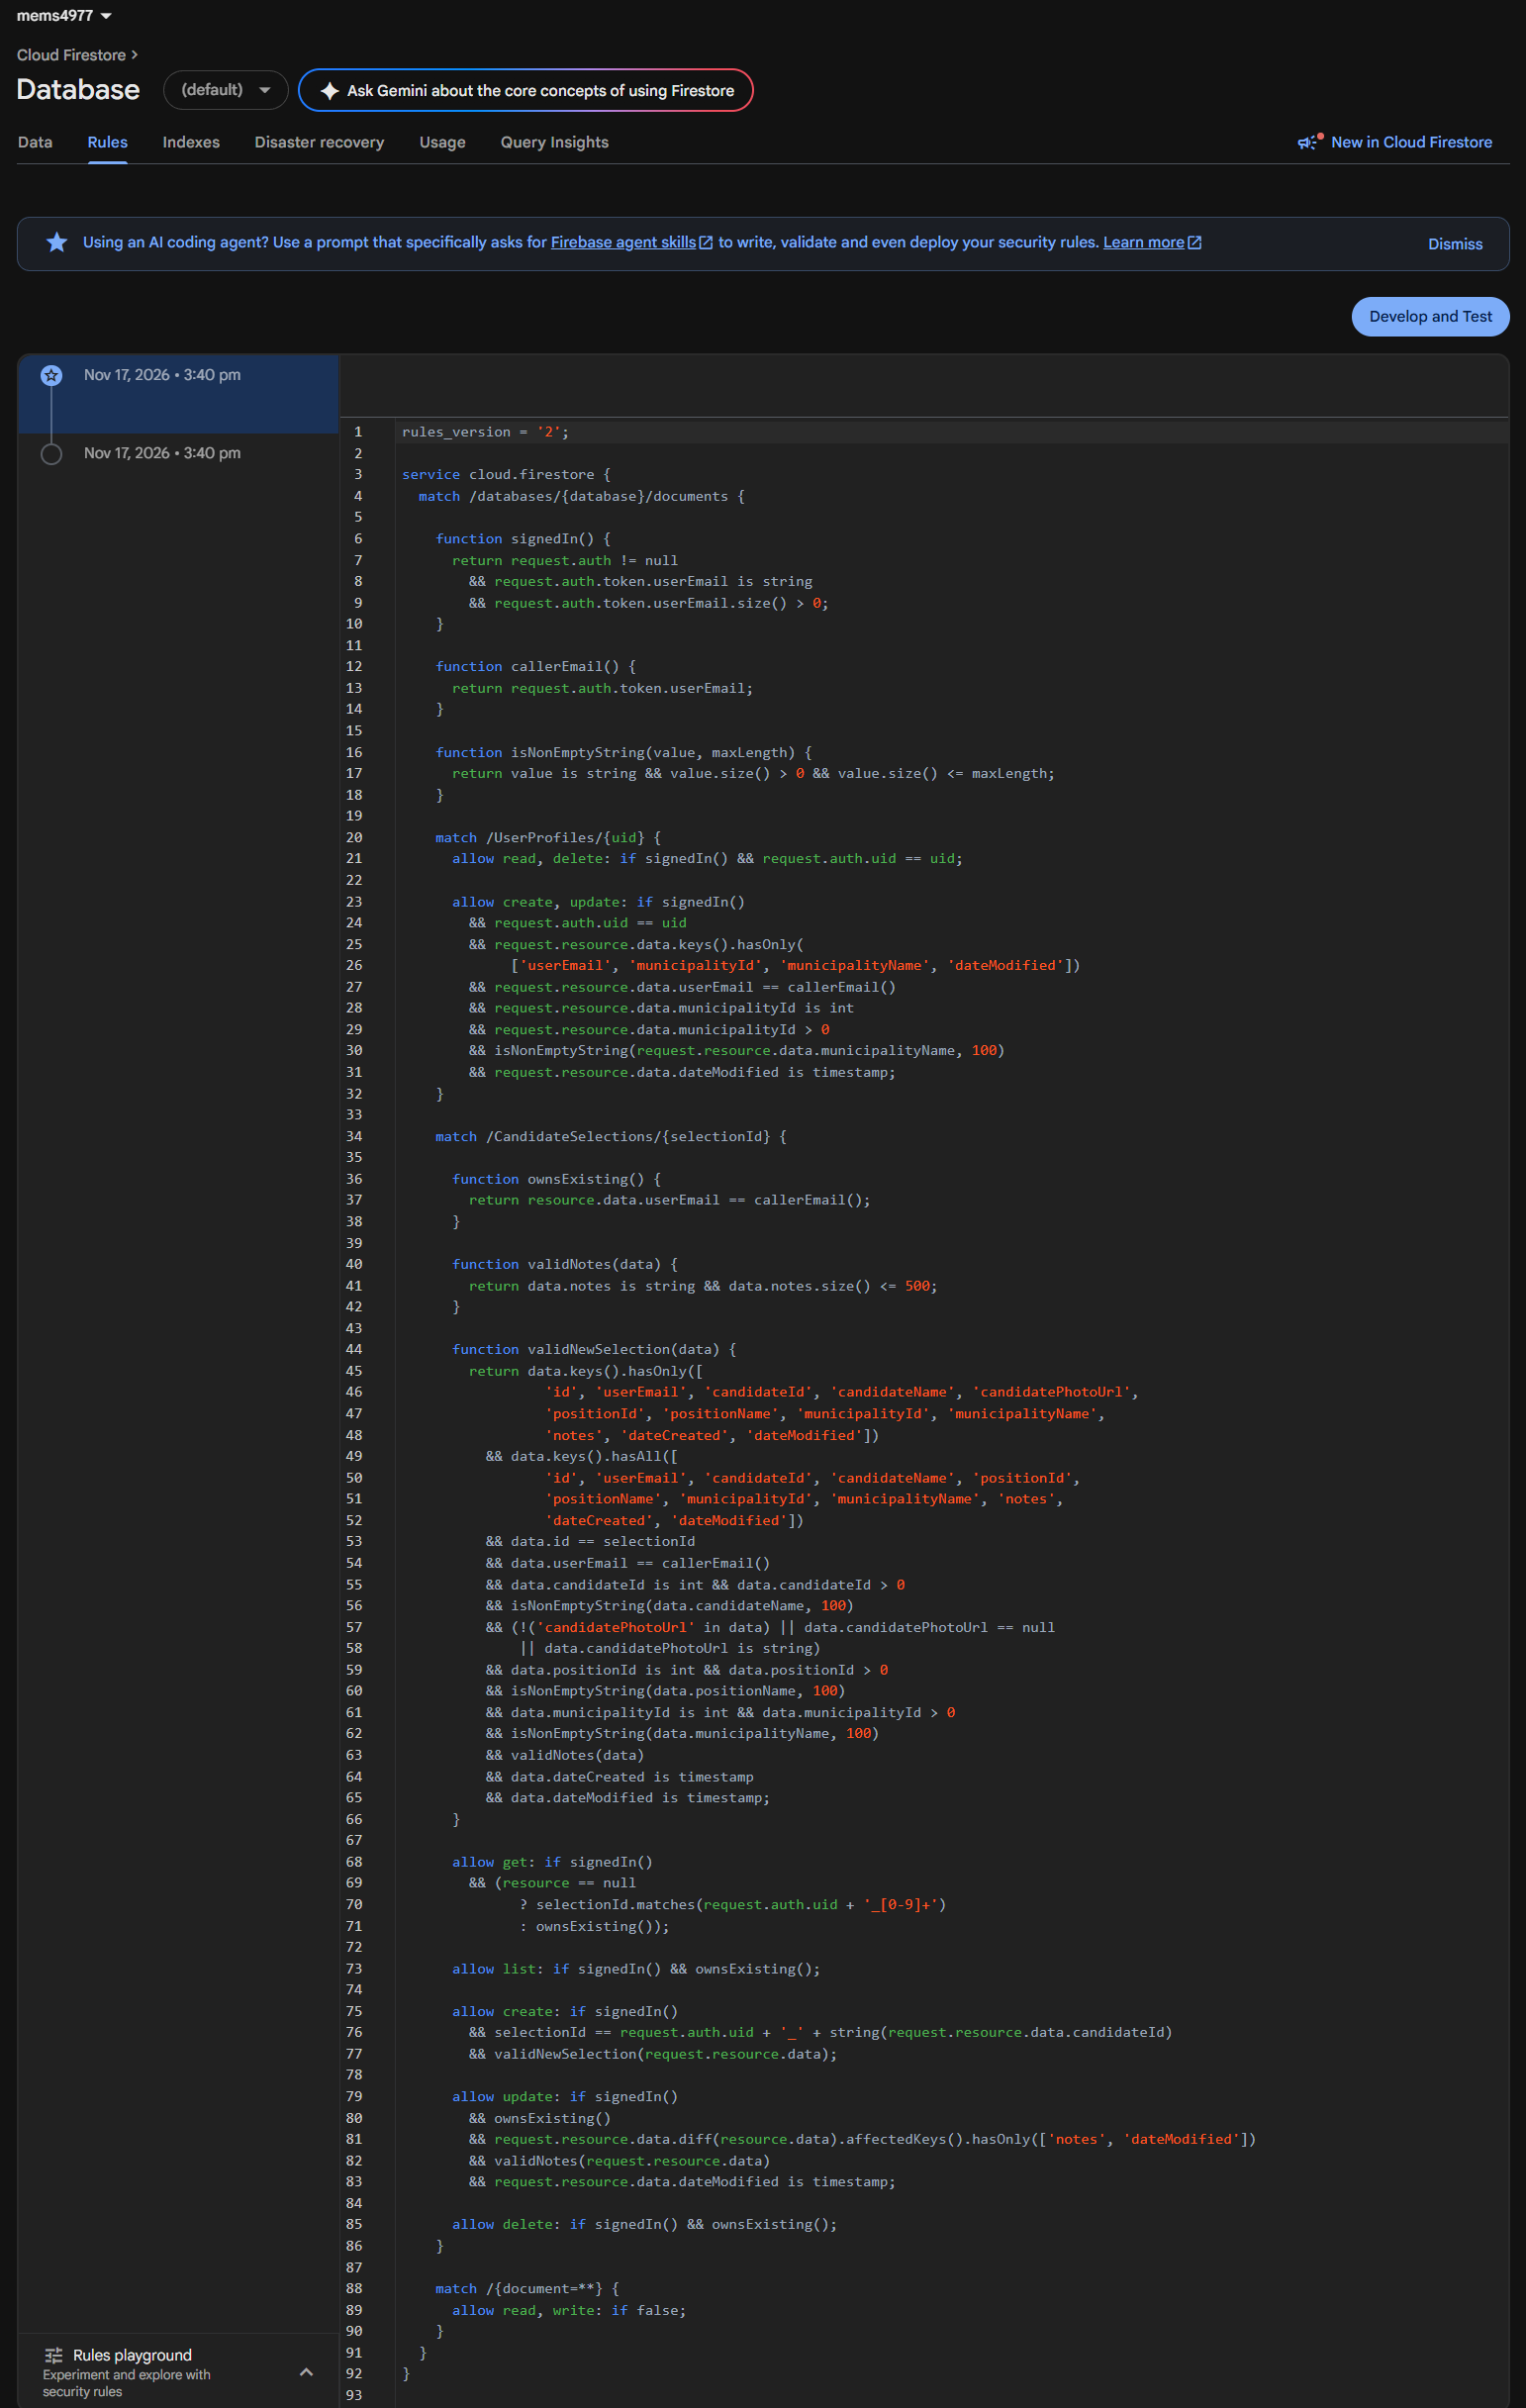 mems4977
Cloud Firestore
Database
(default)
Ask Gemini about the core concepts of using Firestore
Data
Rules
Indexes
Disaster recovery
Usage
Query Insights
New in Cloud Firestore
Using an AI coding agent? Use a prompt that specifically asks for Firebase agent skills to write, validate and even deploy your security rules. Learn more
Dismiss
Develop and Test
Nov 17, 2026 • 3:40 pm
Nov 17, 2026 • 3:40 pm
1 rules_version = '2';
2
3 service cloud.firestore {
4   match /databases/{database}/documents {
5
6     function signedIn() {
7       return request.auth != null
8         && request.auth.token.userEmail is string
9         && request.auth.token.userEmail.size() > 0;
10     }
11
12     function callerEmail() {
13       return request.auth.token.userEmail;
14     }
15
16     function isNonEmptyString(value, maxLength) {
17       return value is string && value.size() > 0 && value.size() <= maxLength;
18     }
19
20     match /UserProfiles/{uid} {
21       allow read, delete: if signedIn() && request.auth.uid == uid;
22
23       allow create, update: if signedIn()
24         && request.auth.uid == uid
25         && request.resource.data.keys().hasOnly(
26              ['userEmail', 'municipalityId', 'municipalityName', 'dateModified'])
27         && request.resource.data.userEmail == callerEmail()
28         && request.resource.data.municipalityId is int
29         && request.resource.data.municipalityId > 0
30         && isNonEmptyString(request.resource.data.municipalityName, 100)
31         && request.resource.data.dateModified is timestamp;
32     }
33
34     match /CandidateSelections/{selectionId} {
35
36       function ownsExisting() {
37         return resource.data.userEmail == callerEmail();
38       }
39
40       function validNotes(data) {
41         return data.notes is string && data.notes.size() <= 500;
42       }
43
44       function validNewSelection(data) {
45         return data.keys().hasOnly([
46                  'id', 'userEmail', 'candidateId', 'candidateName', 'candidatePhotoUrl',
47                  'positionId', 'positionName', 'municipalityId', 'municipalityName',
48                  'notes', 'dateCreated', 'dateModified'])
49           && data.keys().hasAll([
50                  'id', 'userEmail', 'candidateId', 'candidateName', 'positionId',
51                  'positionName', 'municipalityId', 'municipalityName', 'notes',
52                  'dateCreated', 'dateModified'])
53           && data.id == selectionId
54           && data.userEmail == callerEmail()
55           && data.candidateId is int && data.candidateId > 0
56           && isNonEmptyString(data.candidateName, 100)
57           && (!('candidatePhotoUrl' in data) || data.candidatePhotoUrl == null
58               || data.candidatePhotoUrl is string)
59           && data.positionId is int && data.positionId > 0
60           && isNonEmptyString(data.positionName, 100)
61           && data.municipalityId is int && data.municipalityId > 0
62           && isNonEmptyString(data.municipalityName, 100)
63           && validNotes(data)
64           && data.dateCreated is timestamp
65           && data.dateModified is timestamp;
66       }
67
68       allow get: if signedIn()
69         && (resource == null
70               ? selectionId.matches(request.auth.uid + '_[0-9]+')
71               : ownsExisting());
72
73       allow list: if signedIn() && ownsExisting();
74
75       allow create: if signedIn()
76         && selectionId == request.auth.uid + '_' + string(request.resource.data.candidateId)
77         && validNewSelection(request.resource.data);
78
79       allow update: if signedIn()
80         && ownsExisting()
81         && request.resource.data.diff(resource.data).affectedKeys().hasOnly(['notes', 'dateModified'])
82         && validNotes(request.resource.data)
83         && request.resource.data.dateModified is timestamp;
84
85       allow delete: if signedIn() && ownsExisting();
86     }
87
88     match /{document=**} {
89       allow read, write: if false;
90     }
91   }
92 }
93
Rules playground
Experiment and explore with
security rules